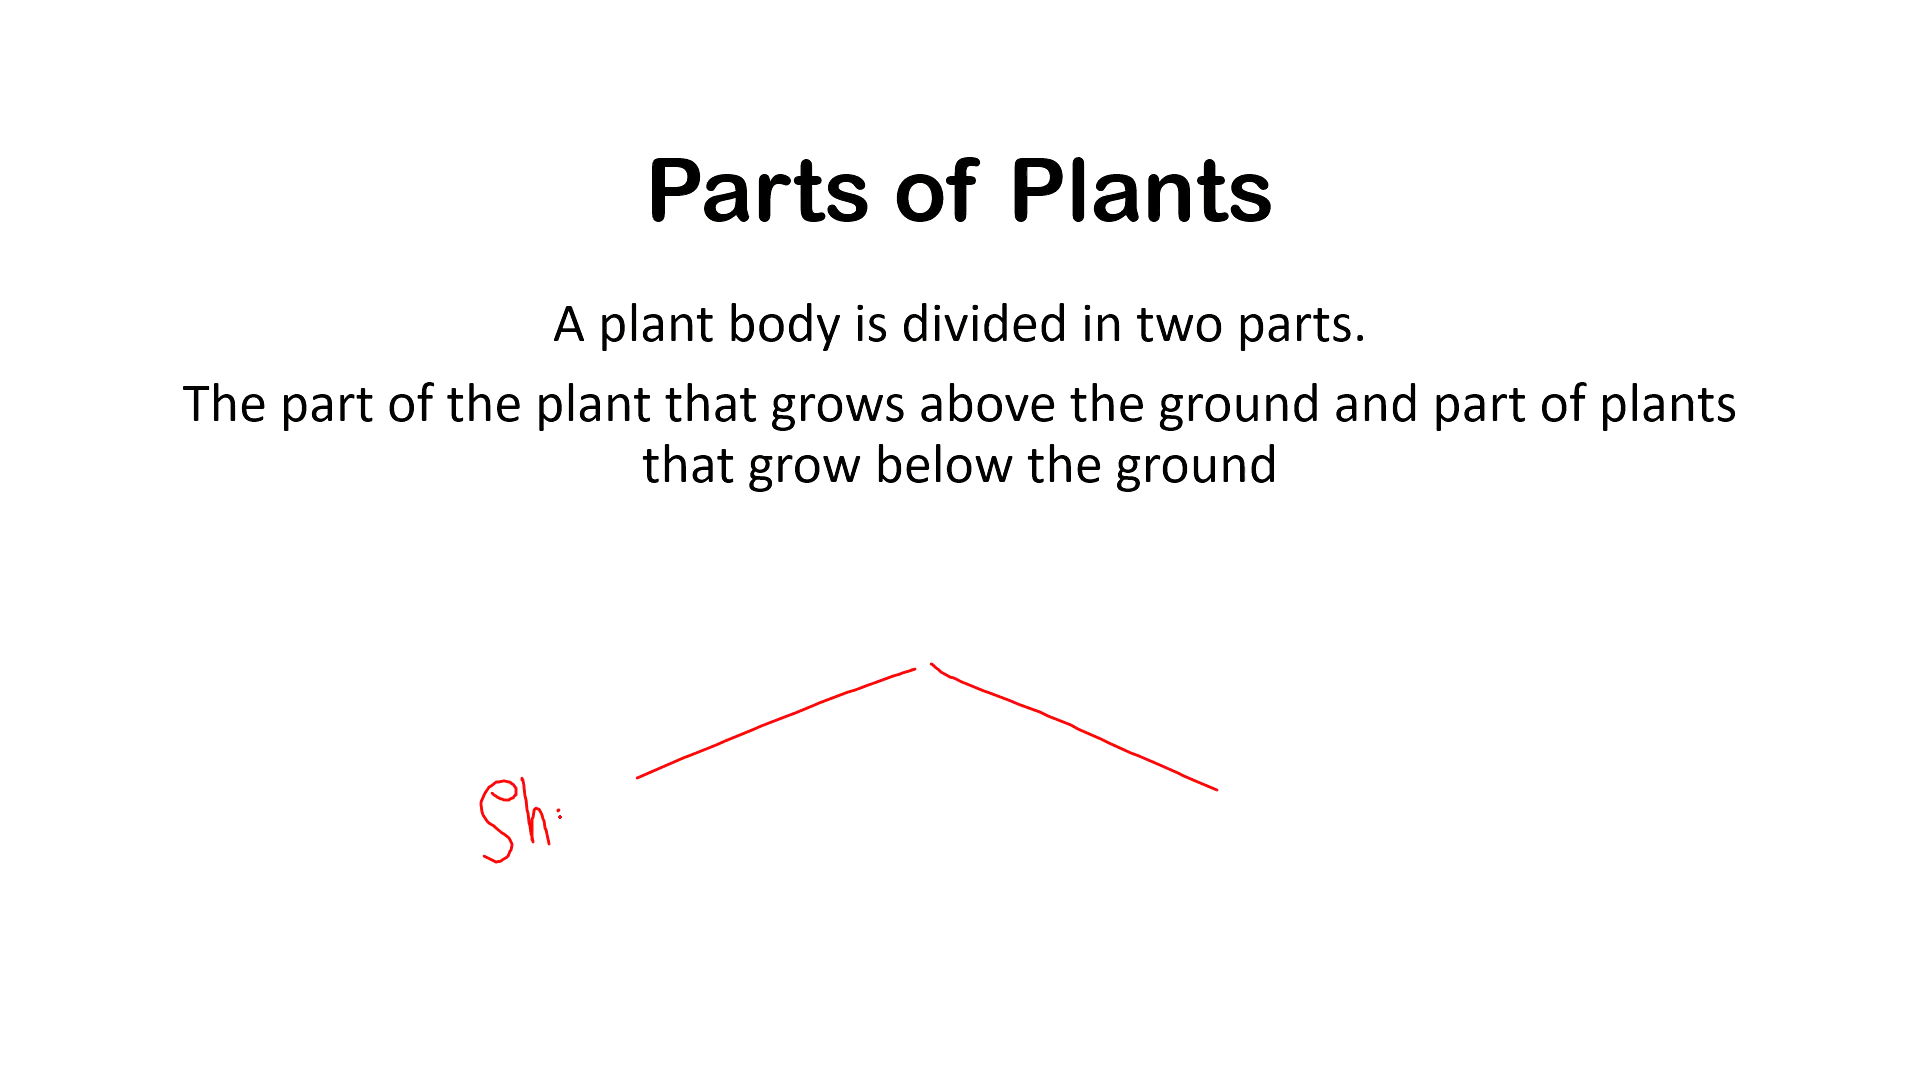 Parts of Plants
A plant body is divided in two parts.
The part of the plant that grows above the ground and part of plants
that grow below the ground
Sh